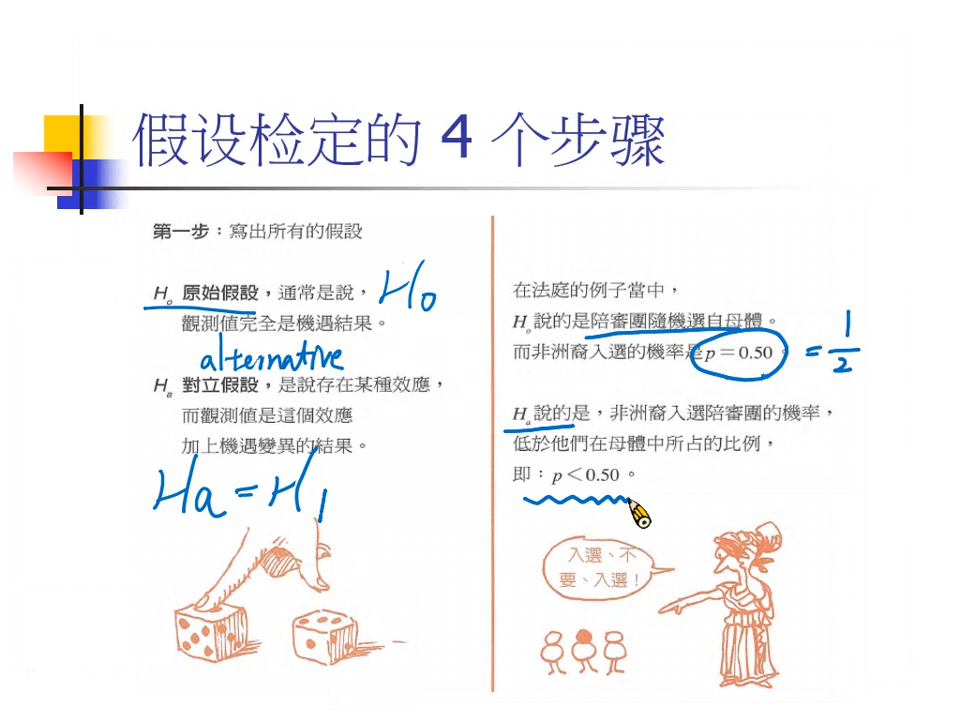 假设检定的 4 个步骤
第一步：寫出所有的假設
H₀ 原始假設，通常是說，
H₀
觀測值完全是機遇結果。
alternative
Hₐ 對立假設，是說存在某種效應，
而觀測值是這個效應
加上機遇變異的結果。
Ha = H₁
在法庭的例子當中，
H₀說的是陪審團隨機選自母體。
而非洲裔入選的機率是p＝0.50。
= 1/2
Hₐ說的是，非洲裔入選陪審團的機率，
低於他們在母體中所占的比例，
即：p＜0.50。
入選、不
要、入選！